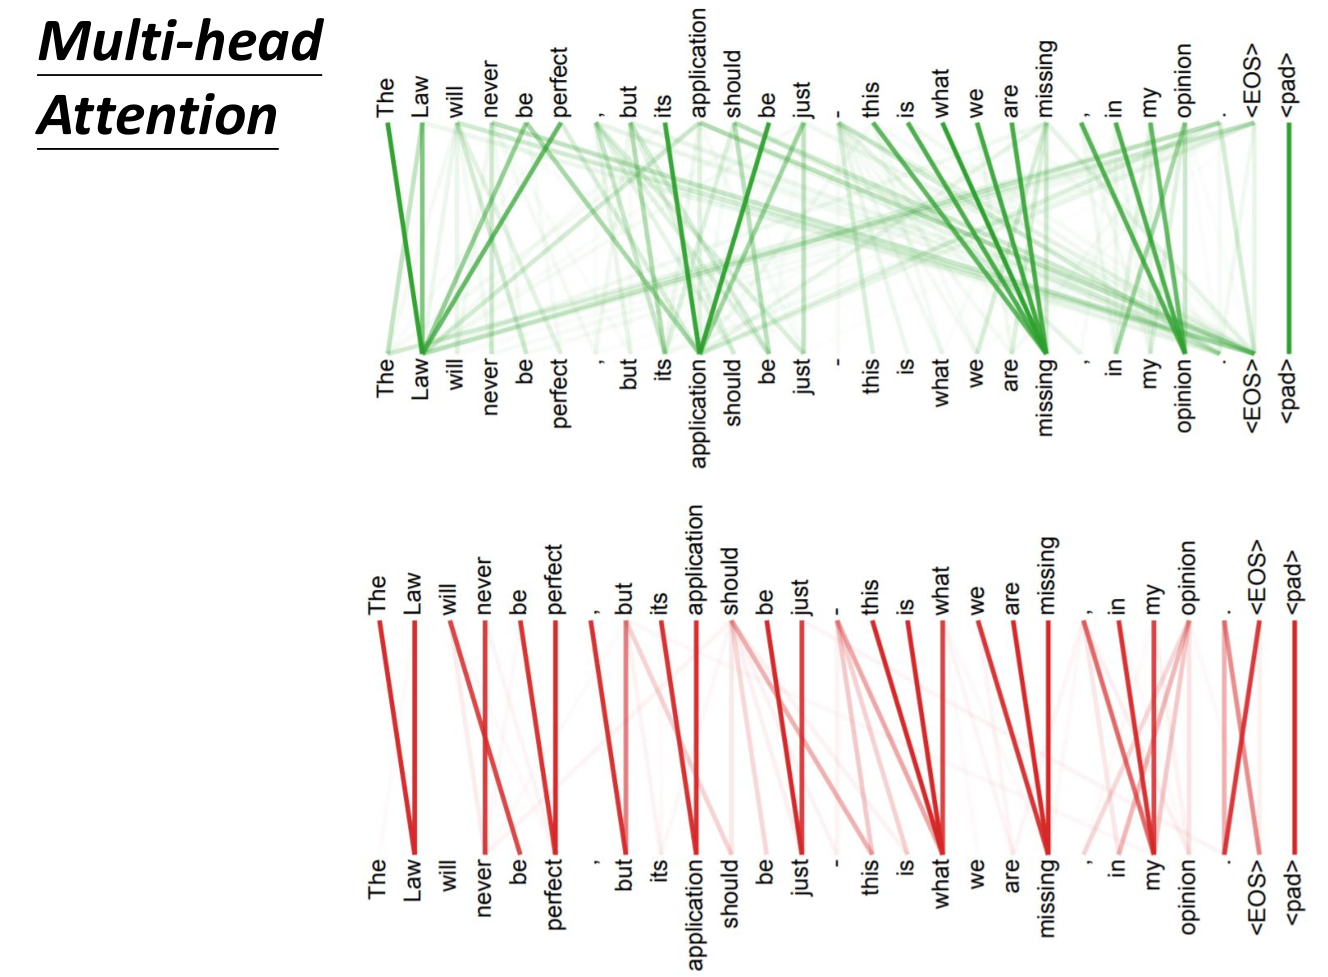 Multi-head
Attention
The Law will never be perfect , but its application should be just - this is what we are missing , in my opinion . <EOS> <pad>
The Law will never be perfect , but its application should be just - this is what we are missing , in my opinion . <EOS> <pad>
The Law will never be perfect , but its application should be just - this is what we are missing , in my opinion . <EOS> <pad>
The Law will never be perfect , but its application should be just - this is what we are missing , in my opinion . <EOS> <pad>